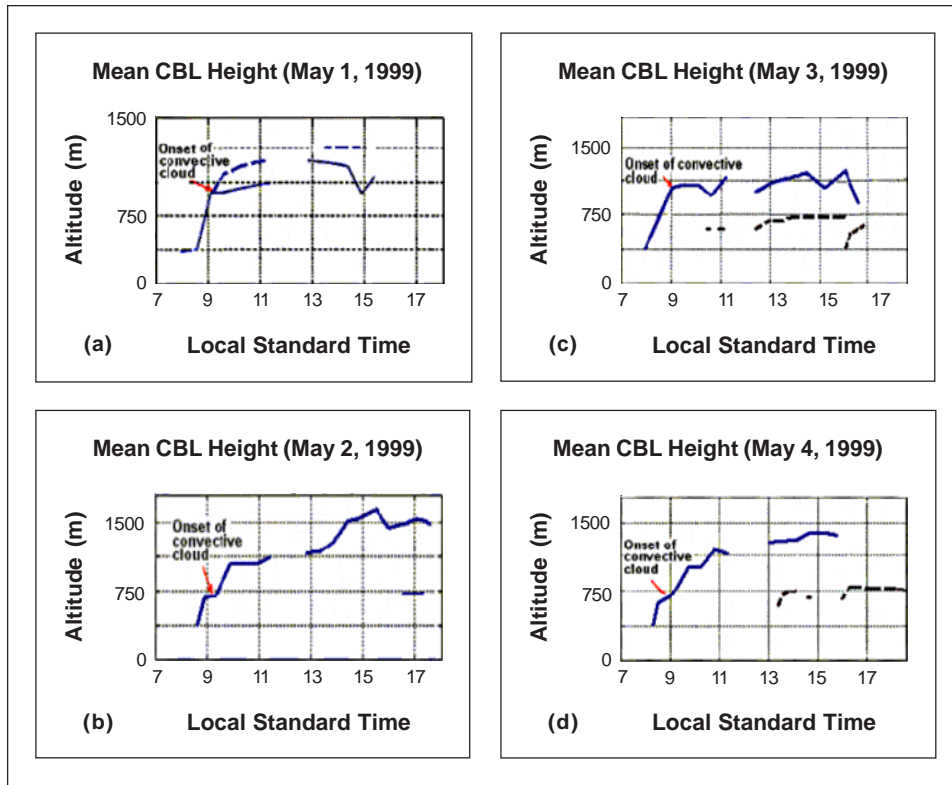 Mean CBL Height (May 1, 1999)
Altitude (m)
1500
750
0
Onset of
convective
cloud
7 9 11 13 15 17
(a) Local Standard Time
Mean CBL Height (May 3, 1999)
Altitude (m)
1500
750
0
Onset of convective
cloud
7 9 11 13 15 17
(c) Local Standard Time
Mean CBL Height (May 2, 1999)
Altitude (m)
1500
750
0
Onset of
convective
cloud
7 9 11 13 15 17
(b) Local Standard Time
Mean CBL Height (May 4, 1999)
Altitude (m)
1500
750
0
Onset of
convective
cloud
7 9 11 13 15 17
(d) Local Standard Time